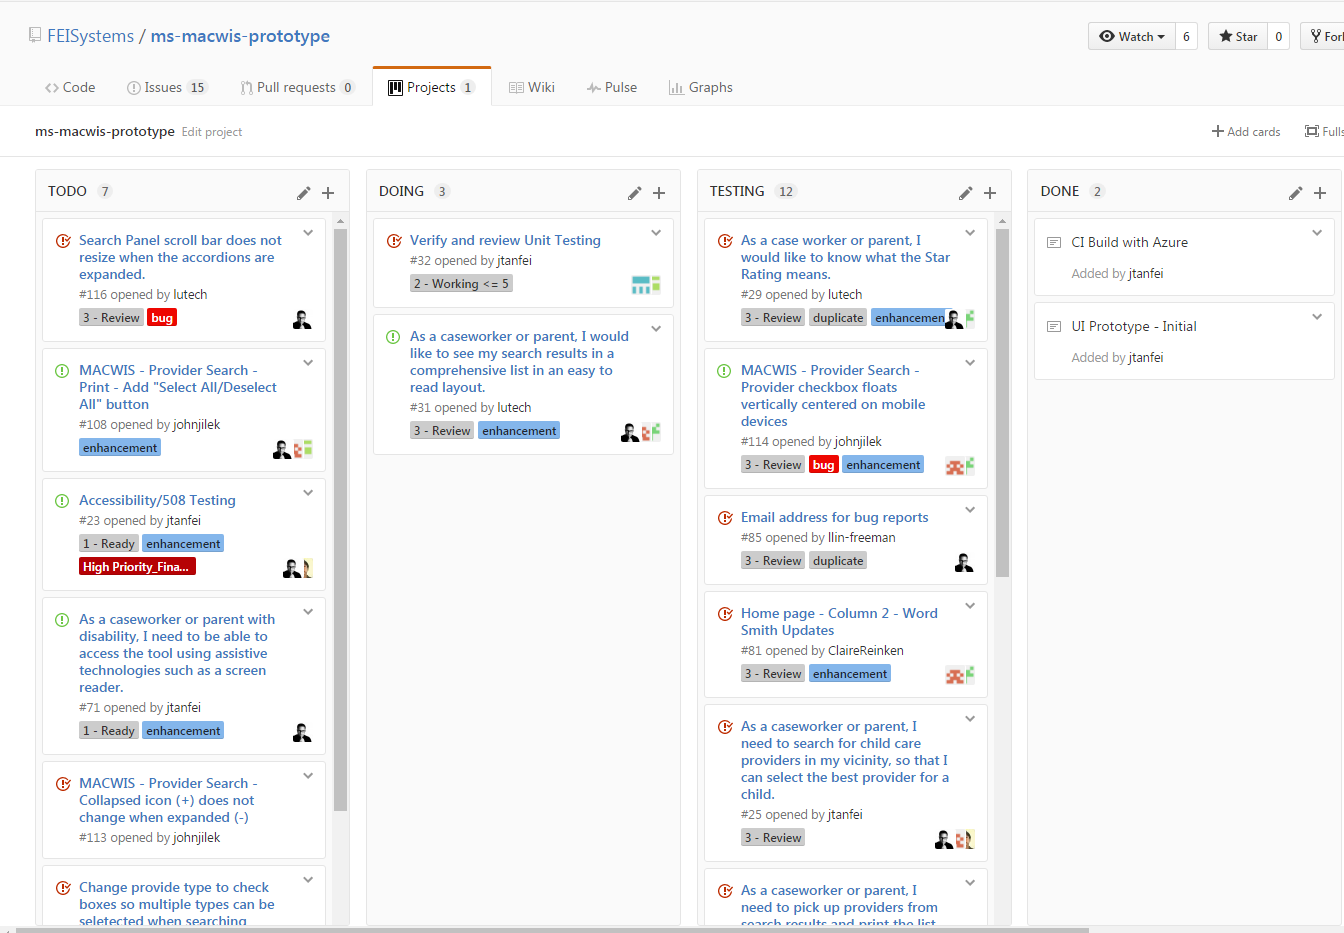 FEISystems / ms-macwis-prototype
Watch 6 Star 0 Fork
Code Issues 15 Pull requests 0 Projects 1 Wiki Pulse Graphs
ms-macwis-prototype Edit project
Add cards
TODO 7
Search Panel scroll bar does not
resize when the accordions are
expanded.
#116 opened by lutech
3 - Review bug
MACWIS - Provider Search -
Print - Add "Select All/Deselect
All" button
#108 opened by johnjilek
enhancement
Accessibility/508 Testing
#23 opened by jtanfei
1 - Ready enhancement
High Priority_Fina...
As a caseworker or parent with
disability, I need to be able to
access the tool using assistive
technologies such as a screen
reader.
#71 opened by jtanfei
1 - Ready enhancement
MACWIS - Provider Search -
Collapsed icon (+) does not
change when expanded (-)
#113 opened by johnjilek
Change provide type to check
boxes so multiple types can be
seletected when searching
DOING 3
Verify and review Unit Testing
#32 opened by jtanfei
2 - Working <= 5
As a caseworker or parent, I would
like to see my search results in a
comprehensive list in an easy to
read layout.
#31 opened by lutech
3 - Review enhancement
TESTING 12
As a case worker or parent, I
would like to know what the Star
Rating means.
#29 opened by lutech
3 - Review duplicate enhancemen
MACWIS - Provider Search -
Provider checkbox floats
vertically centered on mobile
devices
#114 opened by johnjilek
3 - Review bug enhancement
Email address for bug reports
#85 opened by llin-freeman
3 - Review duplicate
Home page - Column 2 - Word
Smith Updates
#81 opened by ClaireReinken
3 - Review enhancement
As a caseworker or parent, I
need to search for child care
providers in my vicinity, so that I
can select the best provider for a
child.
#25 opened by jtanfei
3 - Review
As a caseworker or parent, I
need to pick up providers from
search results and print the list
DONE 2
CI Build with Azure
Added by jtanfei
UI Prototype - Initial
Added by jtanfei